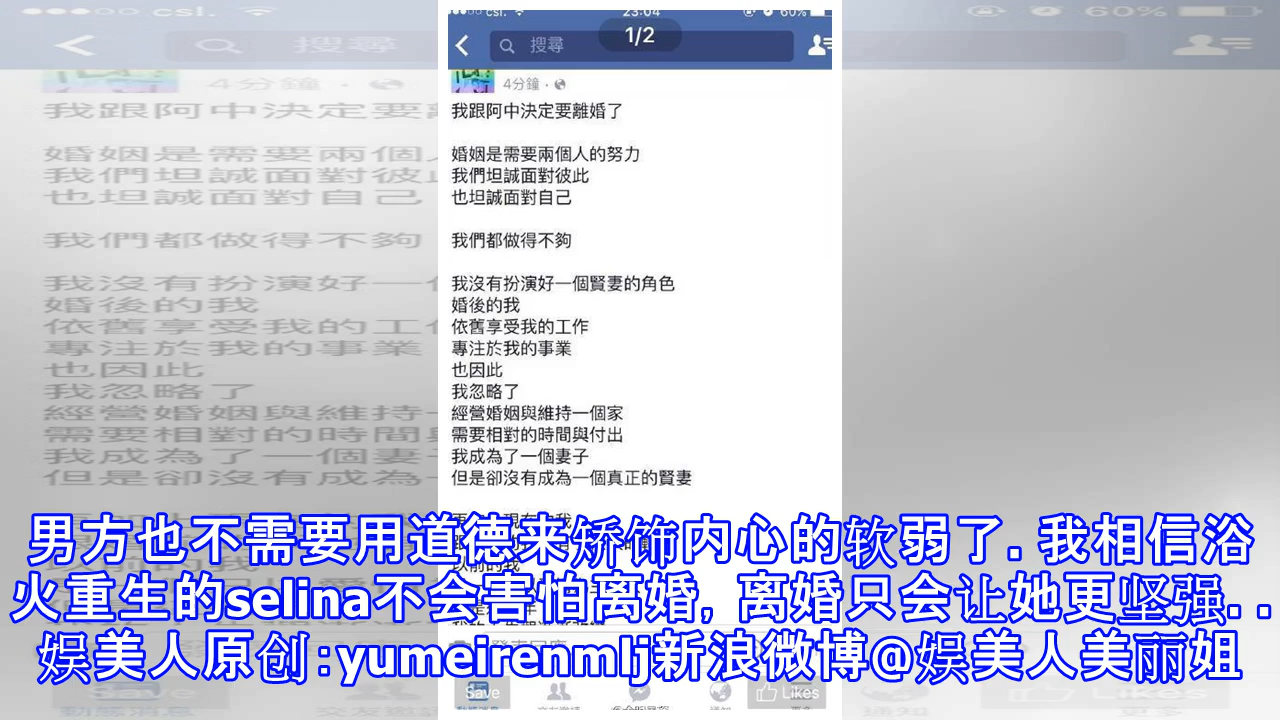 csl.
23:04
60%
1/2
搜尋
4分鐘
我跟阿中決定要離婚了
婚姻是需要兩個人的努力
我們坦誠面對彼此
也坦誠面對自己
我們都做得不夠
我沒有扮演好一個賢妻的角色
婚後的我
依舊享受我的工作
專注於我的事業
也因此
我忽略了
經營婚姻與維持一個家
需要相對的時間與付出
我成為了一個妻子
但是卻沒有成為一個真正的賢妻
男方也不需要用道德来矫饰内心的软弱了.我相信浴
以前的我
火重生的selina不会害怕离婚,离婚只会让她更坚强..
娱美人原创:yumeirenmlj新浪微博@娱美人美丽姐
Save
Likes